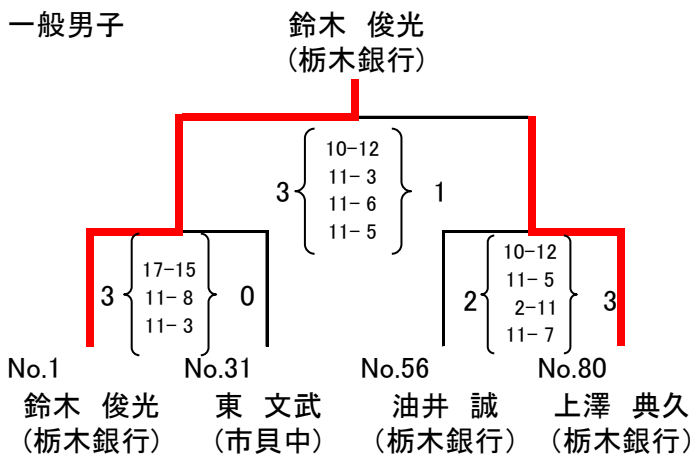 一般男子
鈴木 俊光
(栃木銀行)
10-12
11- 3
11- 6
11- 5
3
1
17-15
11- 8
11- 3
3
0
10-12
11- 5
2-11
11- 7
2
3
No.1
No.31
No.56
No.80
鈴木 俊光
東 文武
油井 誠
上澤 典久
(栃木銀行)
(市貝中)
(栃木銀行)
(栃木銀行)